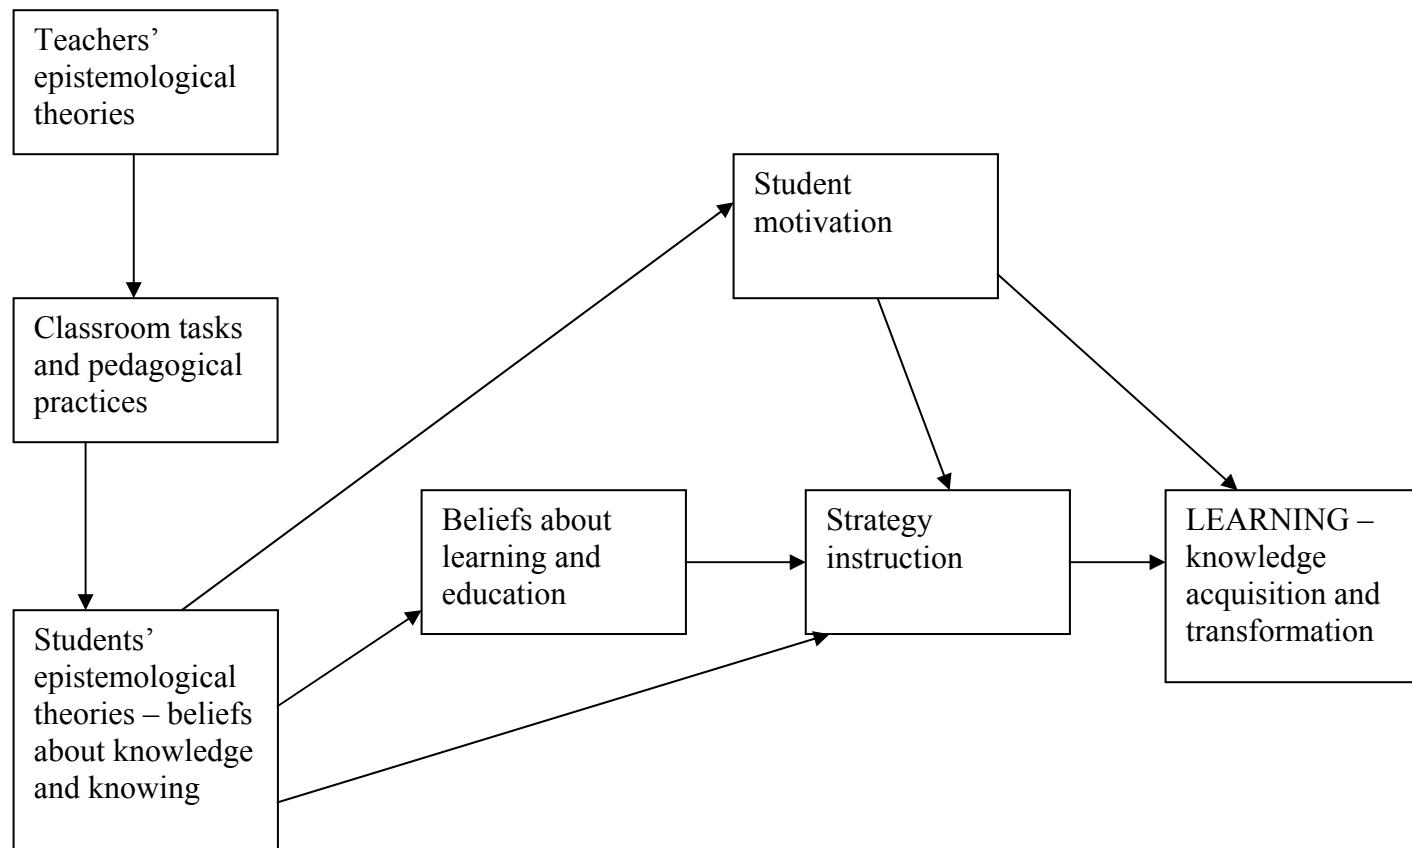 Teachers’
epistemological
theories
Student
motivation
Classroom tasks
and pedagogical
practices
Beliefs about
learning and
education
Strategy
instruction
LEARNING –
knowledge
acquisition and
transformation
Students’
epistemological
theories – beliefs
about knowledge
and knowing